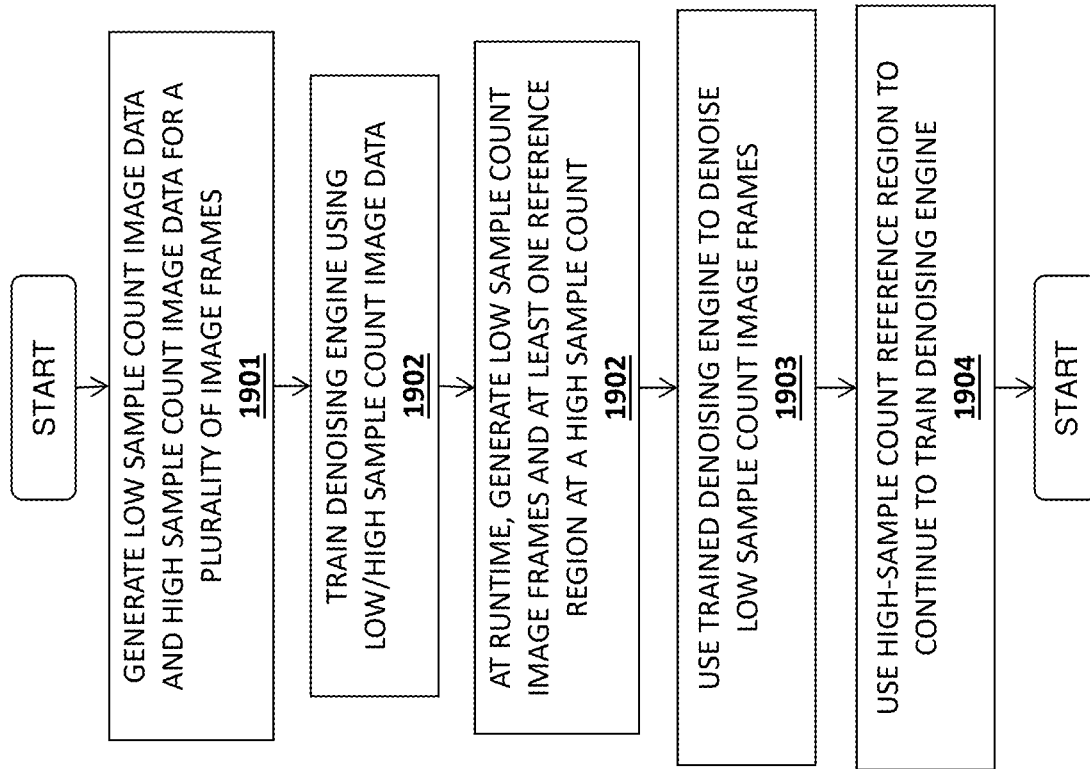 START
GENERATE LOW SAMPLE COUNT IMAGE DATA
AND HIGH SAMPLE COUNT IMAGE DATA FOR A
PLURALITY OF IMAGE FRAMES
1901
TRAIN DENOISING ENGINE USING
LOW/HIGH SAMPLE COUNT IMAGE DATA
1902
AT RUNTIME, GENERATE LOW SAMPLE COUNT
IMAGE FRAMES AND AT LEAST ONE REFERENCE
REGION AT A HIGH SAMPLE COUNT
1902
USE TRAINED DENOISING ENGINE TO DENOISE
LOW SAMPLE COUNT IMAGE FRAMES
1903
USE HIGH-SAMPLE COUNT REFERENCE REGION TO
CONTINUE TO TRAIN DENOISING ENGINE
1904
START